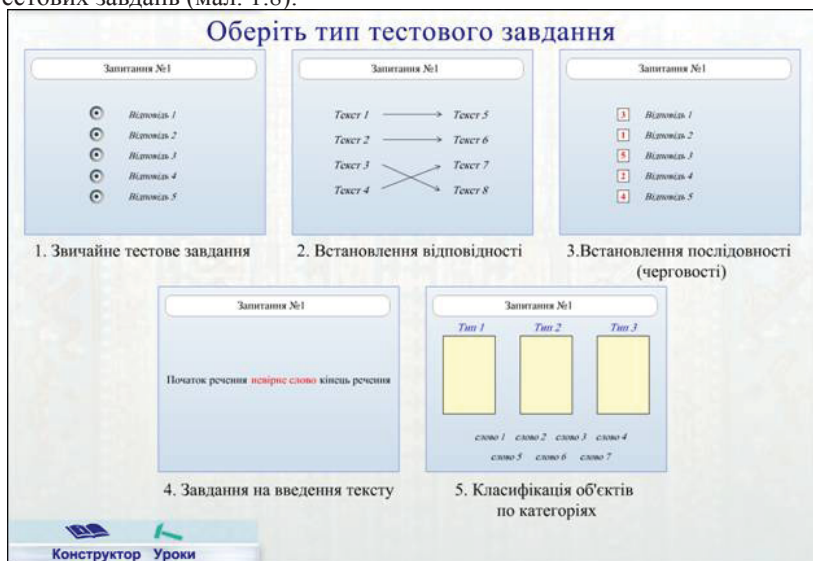 тестових завдань (мал. 1.8).
Оберіть тип тестового завдання
Запитання №1
Відповідь 1
Відповідь 2
Відповідь 3
Відповідь 4
Відповідь 5
1. Звичайне тестове завдання
Запитання №1
Текст 1 Текст 5
Текст 2 Текст 6
Текст 3 Текст 7
Текст 4 Текст 8
2. Встановлення відповідності
Запитання №1
3 Відповідь 1
1 Відповідь 2
5 Відповідь 3
2 Відповідь 4
4 Відповідь 5
3.Встановлення послідовності
(черговості)
Запитання №1
Початок речення невірне слово кінець речення
4. Завдання на введення тексту
Запитання №1
Тип 1 Тип 2 Тип 3
слово 1 слово 2 слово 3 слово 4
слово 5 слово 6 слово 7
5. Класифікація об'єктів
по категоріях
Конструктор Уроки